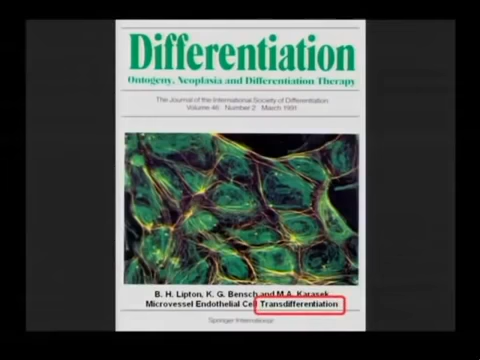 Differentiation
Ontogeny, Neoplasia and Differentiation Therapy
The Journal of the International Society of Differentiation
Volume 46 Number 2 March 1991
B. H. Lipton, K. G. Bensch and M.A. Karasek
Microvessel Endothelial Cell Transdifferentiation
Springer International